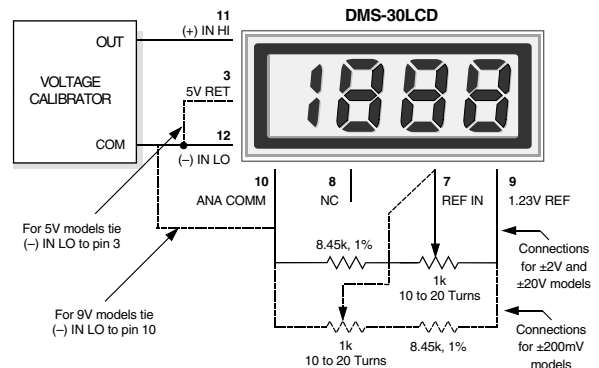 DMS-30LCD
11
(+) IN HI
OUT
VOLTAGE
CALIBRATOR
COM
3
5V RET
12
(–) IN LO
1888
10
ANA COMM
8
NC
7
REF IN
9
1.23V REF
For 5V models tie
(–) IN LO to pin 3
For 9V models tie
(–) IN LO to pin 10
8.45k, 1%
1k
10 to 20 Turns
1k
10 to 20 Turns
8.45k, 1%
Connections
for ±2V and
±20V models
Connections
for ±200mV
models